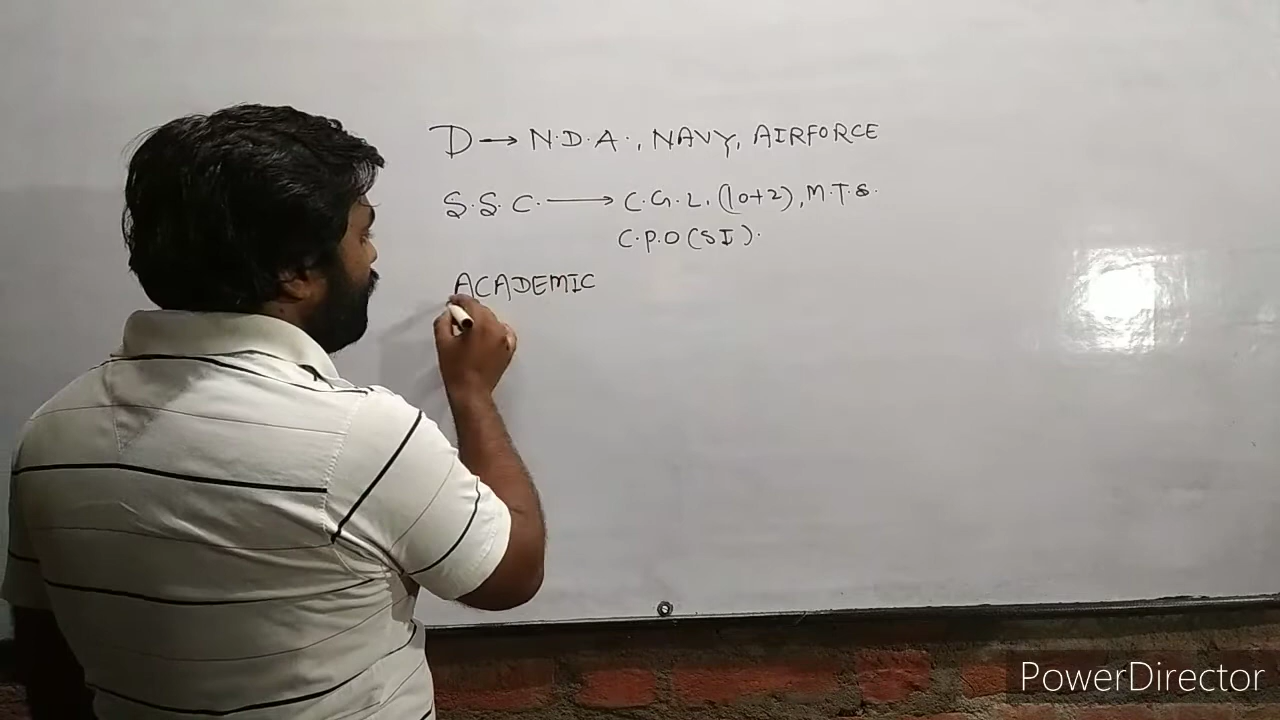 D → N.D.A., NAVY, AIRFORCE
S.S.C. → C.G.L. (10+2), M.T.S.
C.P.O (SI).
ACADEMIC
PowerDirector